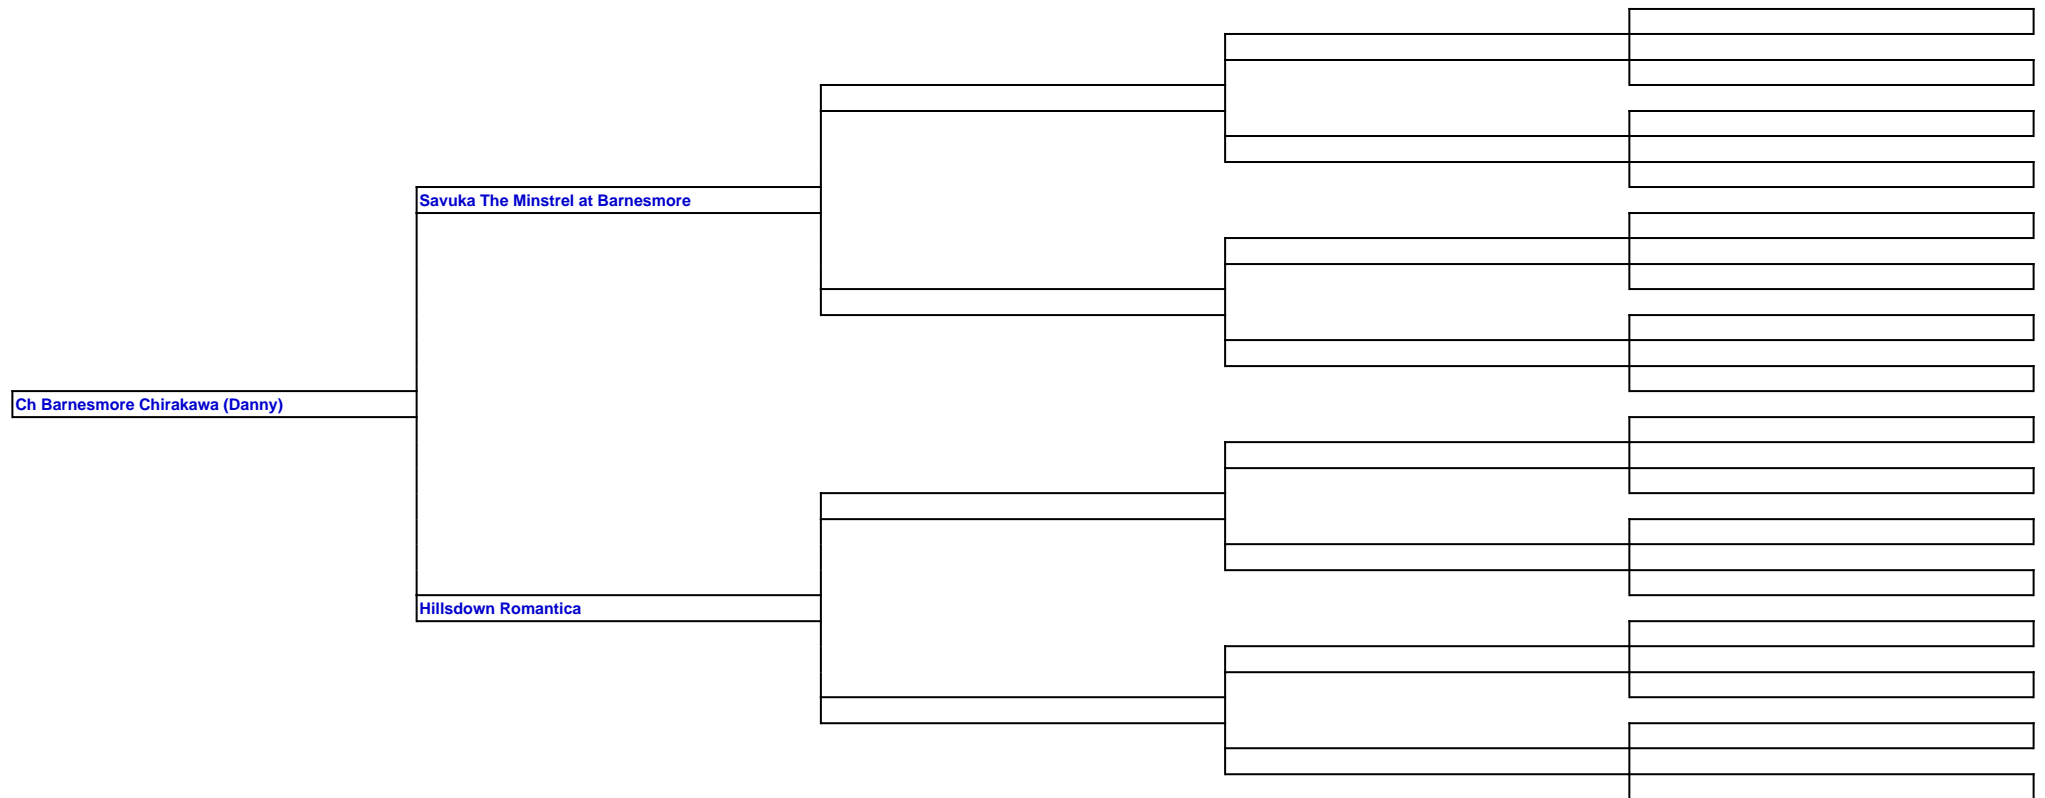 Savuka The Minstrel at Barnesmore
Ch Barnesmore Chirakawa (Danny)
Hillsdown Romantica